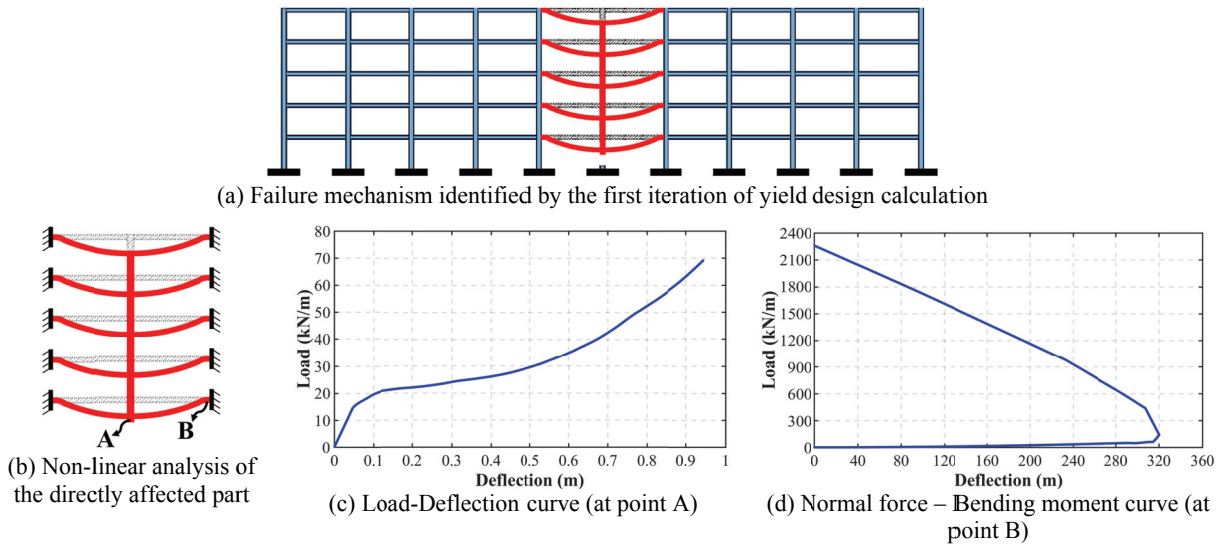 (a) Failure mechanism identified by the first iteration of yield design calculation
A
B
(b) Non-linear analysis of
the directly affected part
Load (kN/m)
80
70
60
50
40
30
20
10
0
0 0.1 0.2 0.3 0.4 0.5 0.6 0.7 0.8 0.9 1
Deflection (m)
(c) Load-Deflection curve (at point A)
Load (kN/m)
2400
2100
1800
1500
1200
900
600
300
0
0 40 80 120 160 200 240 280 320 360
Deflection (m)
(d) Normal force – Bending moment curve (at
point B)